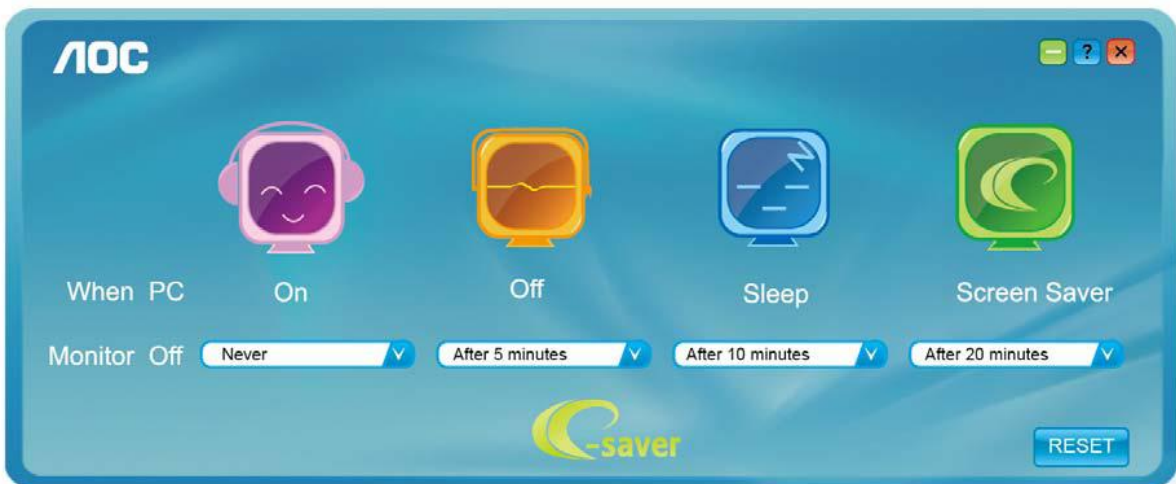 AOC
?
When PC On Off Sleep Screen Saver
Monitor Off Never After 5 minutes After 10 minutes After 20 minutes
e-saver
RESET